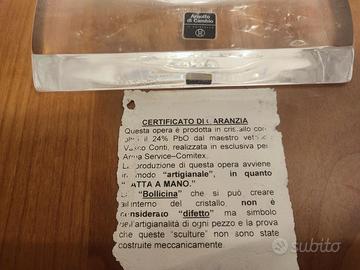 Arnolfo
di Cambio
CERTIFICATO DI GARANZIA
Questa opera è prodotta in cristallo con
più il 24% PbO dal maestro vetraio
Vasco Conti, realizzata in esclusiva per
Service-Comitex.
La produzione di questa opera avviene
in modo "artigianale", in quanto
"FATTA A MANO."
La "Bollicina" che si può creare
all'interno del cristallo, non è
considerato "difetto" ma simbolo
dell'artigianalità di ogni pezzo e la prova
che queste "sculture" non sono state
costruite meccanicamente.
subito